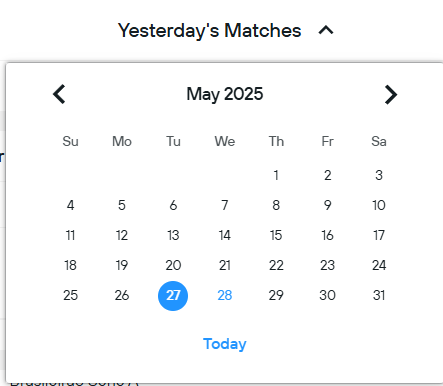 Yesterday's Matches
May 2025
Su Mo Tu We Th Fr Sa
1 2 3
4 5 6 7 8 9 10
11 12 13 14 15 16 17
18 19 20 21 22 23 24
25 26 27 28 29 30 31
Today